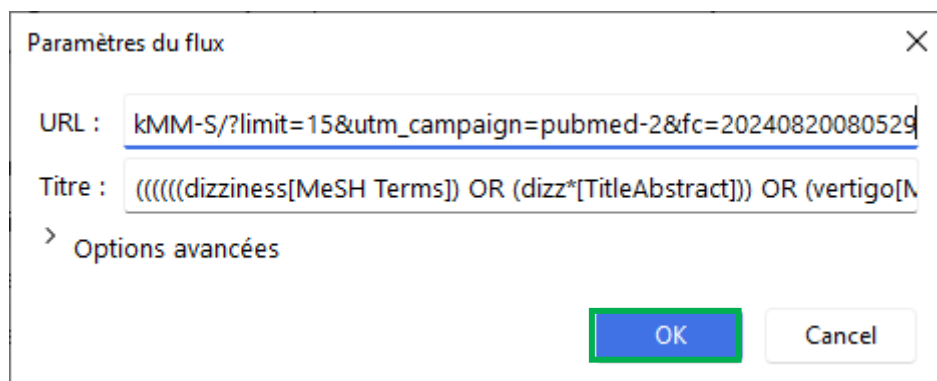 Paramètres du flux
URL : kMM-S/?limit=15&utm_campaign=pubmed-2&fc=20240820080529
Titre : ((((((dizziness[MeSH Terms]) OR (dizz*[TitleAbstract])) OR (vertigo[M
Options avancées
OK Cancel